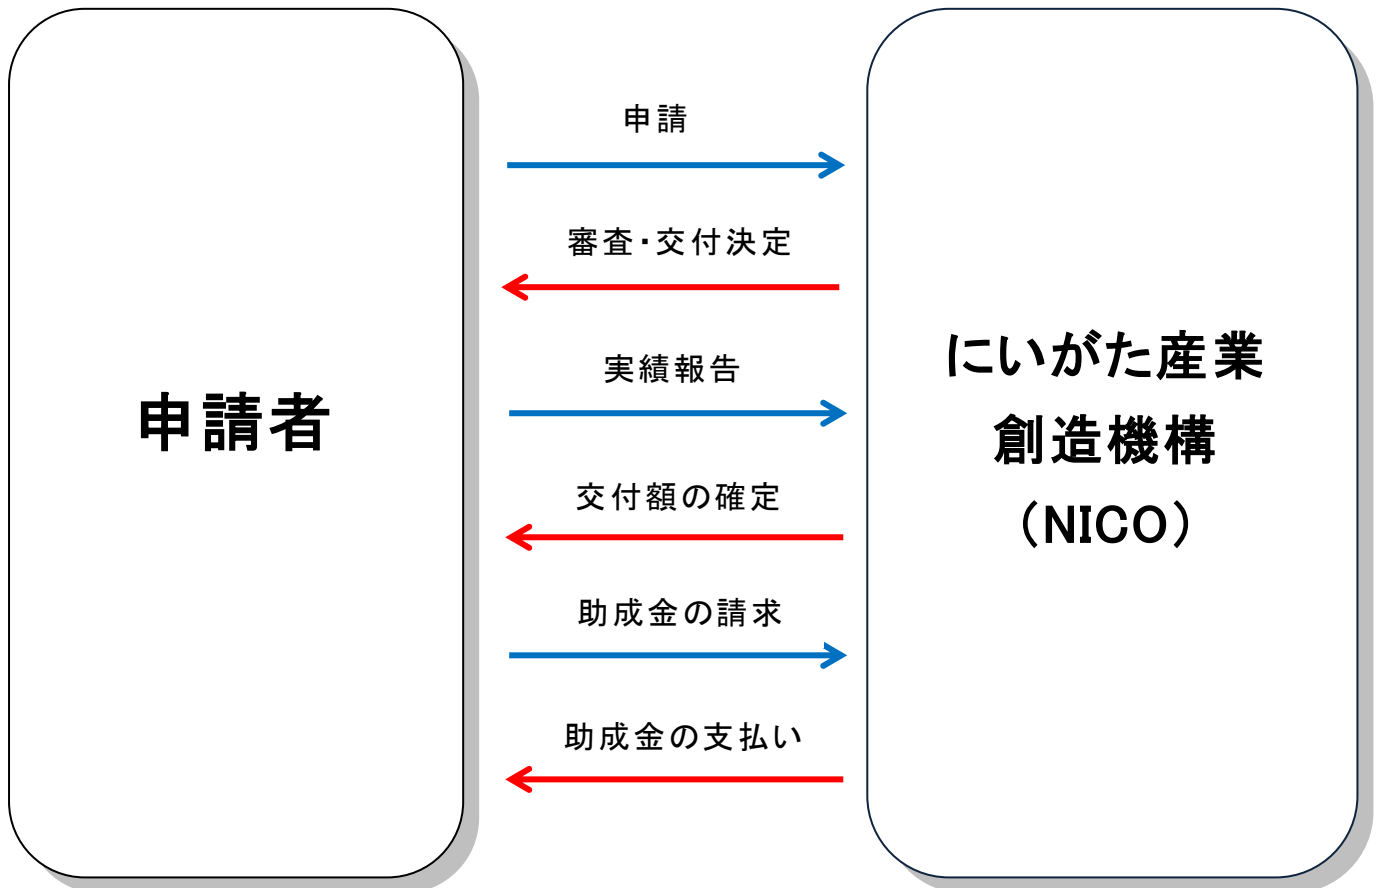 申請
審査・交付決定
実績報告
申請者
交付額の確定
助成金の請求
助成金の支払い
にいがた産業
創造機構
（NICO）